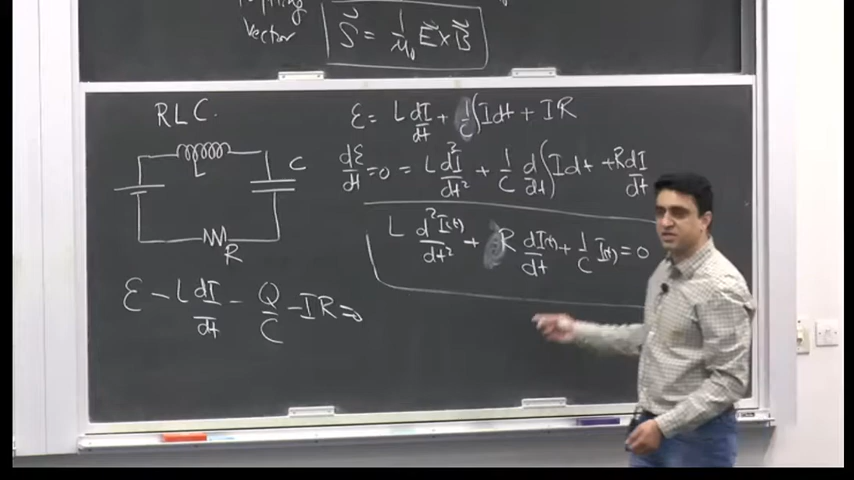 Vector
S⃗ = 1/μ₀ E⃗ x B⃗
RLC.
L
C
R
ε - L dI/dt - Q/C - IR =0
ε = L dI/dt + 1/C ∫ I dt + IR
dε/dt = 0 = L d²I/dt² + 1/C d/dt ∫ I dt + R dI/dt
L d²I(t)/dt² + R dI(t)/dt + 1/C I(t) = 0